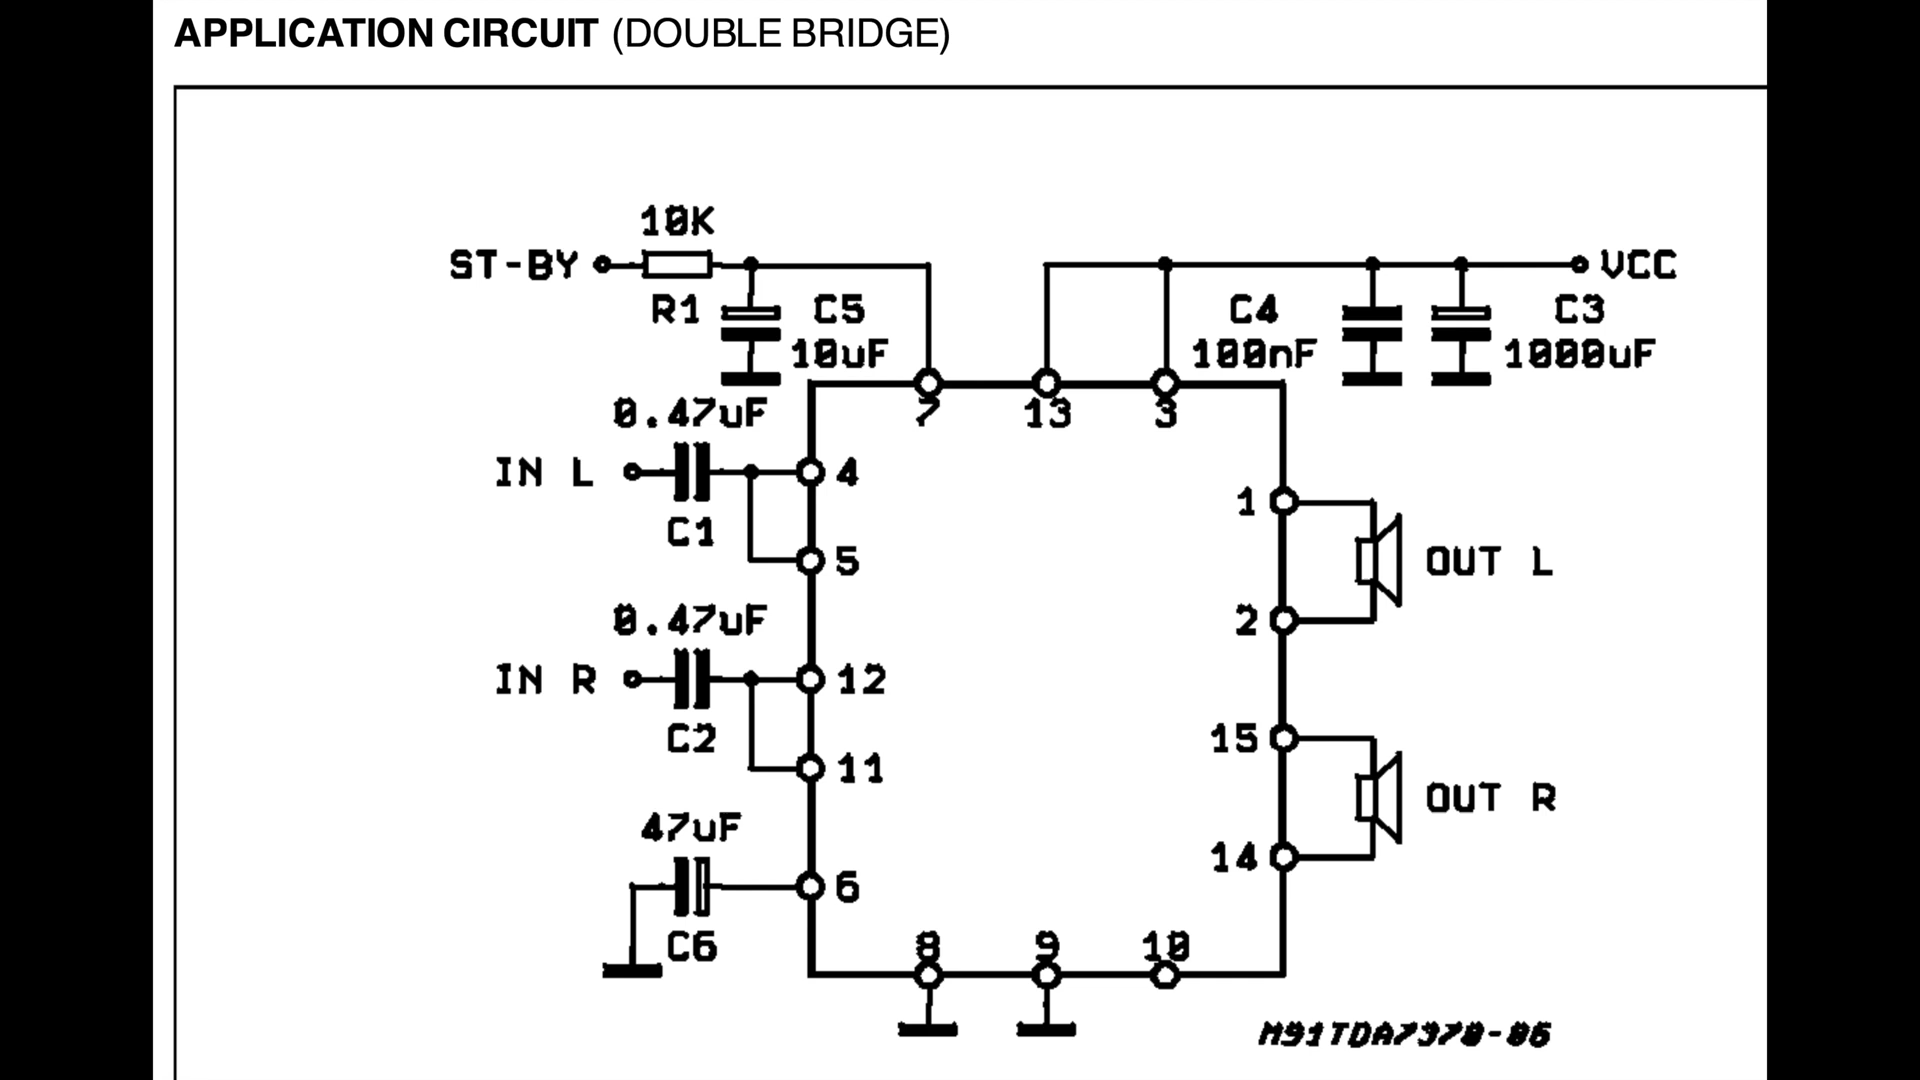 APPLICATION CIRCUIT (DOUBLE BRIDGE)
10K
ST-BY
VCC
R1
C5
C4
C3
10uF
100nF
1000uF
7
13
3
0.47uF
IN L
4
C1
1
5
OUT L
0.47uF
2
IN R
12
C2
15
11
OUT R
47uF
14
6
C6
8
9
10
M91TDA7370-06